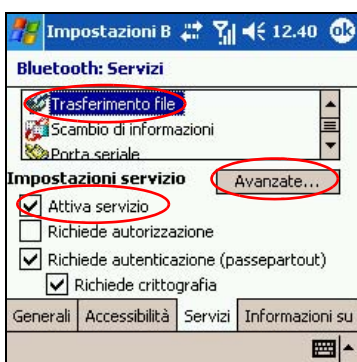 Impostazioni B 12.40 ok
Bluetooth: Servizi
Trasferimento file
Scambio di informazioni
Porta seriale
Impostazioni servizio Avanzate...
Attiva servizio
Richiede autorizzazione
Richiede autenticazione (passepartout)
Richiede crittografia
Generali Accessibilità Servizi Informazioni su